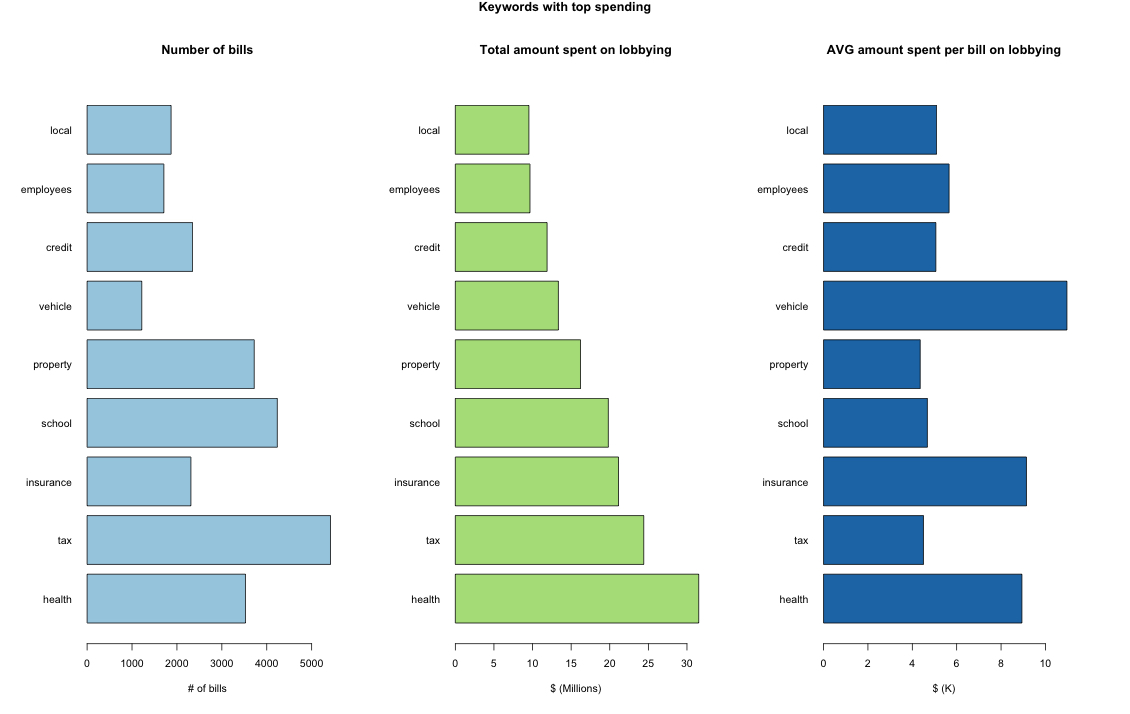 Keywords with top spending
Number of bills
local
employees
credit
vehicle
property
school
insurance
tax
health
0 1000 2000 3000 4000 5000
# of bills
Total amount spent on lobbying
local
employees
credit
vehicle
property
school
insurance
tax
health
0 5 10 15 20 25 30
$ (Millions)
AVG amount spent per bill on lobbying
local
employees
credit
vehicle
property
school
insurance
tax
health
0 2 4 6 8 10
$ (K)